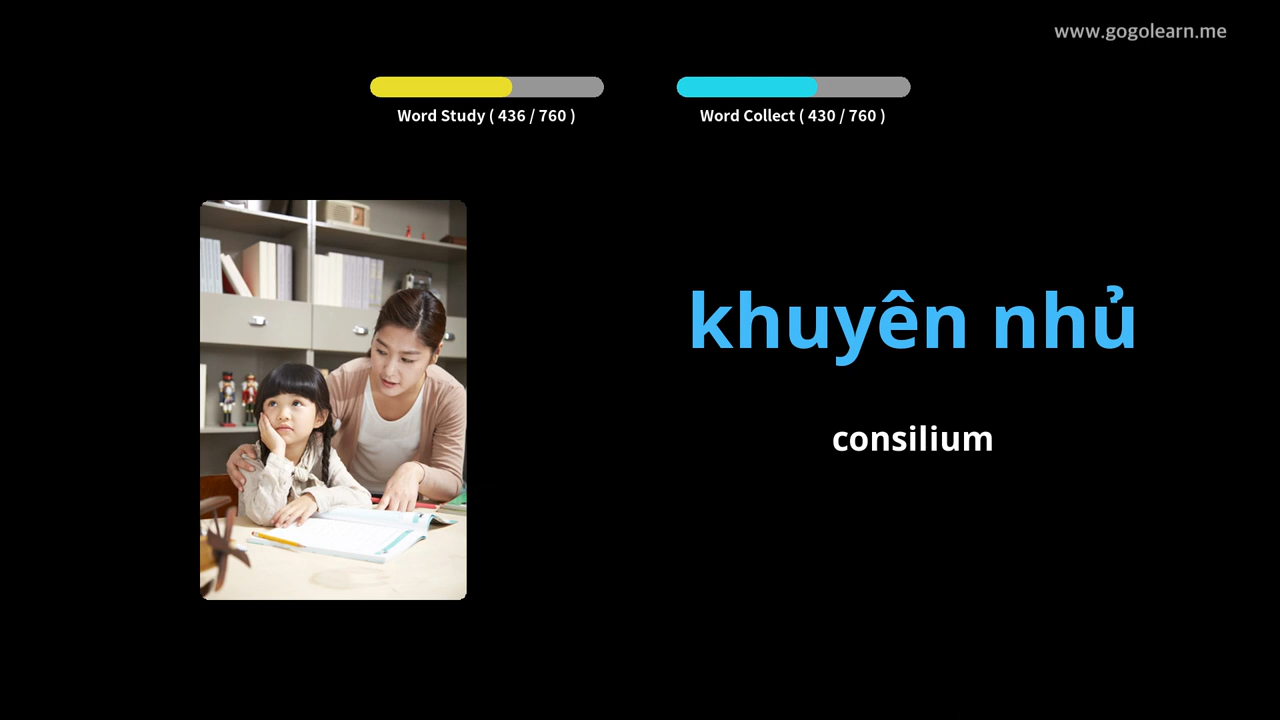 www.gogolearn.me
Word Study ( 436 / 760 )
Word Collect ( 430 / 760 )
khuyên nhủ
consilium